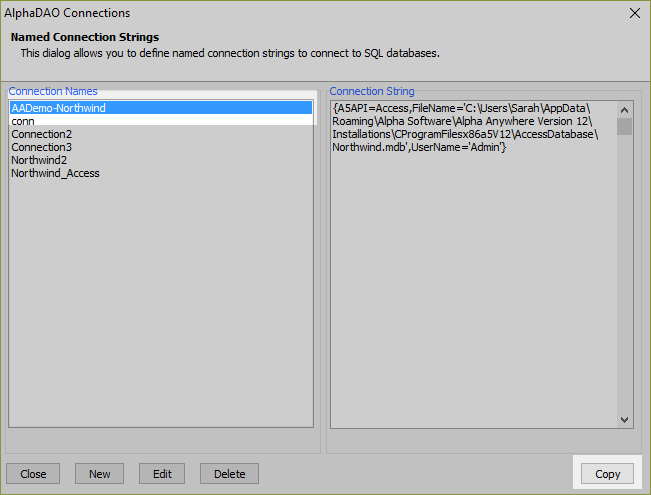 AlphaDAO Connections
Named Connection Strings
This dialog allows you to define named connection strings to connect to SQL databases.
Connection Names
AADemo-Northwind
conn
Connection2
Connection3
Northwind2
Northwind_Access
Connection String
{A5API=Access,FileName='C:\Users\Sarah\AppData\
Roaming\Alpha Software\Alpha Anywhere Version 12\
Installations\CProgramFilesx86a5V12\AccessDatabase\
Northwind.mdb',UserName='Admin'}
Close
New
Edit
Delete
Copy